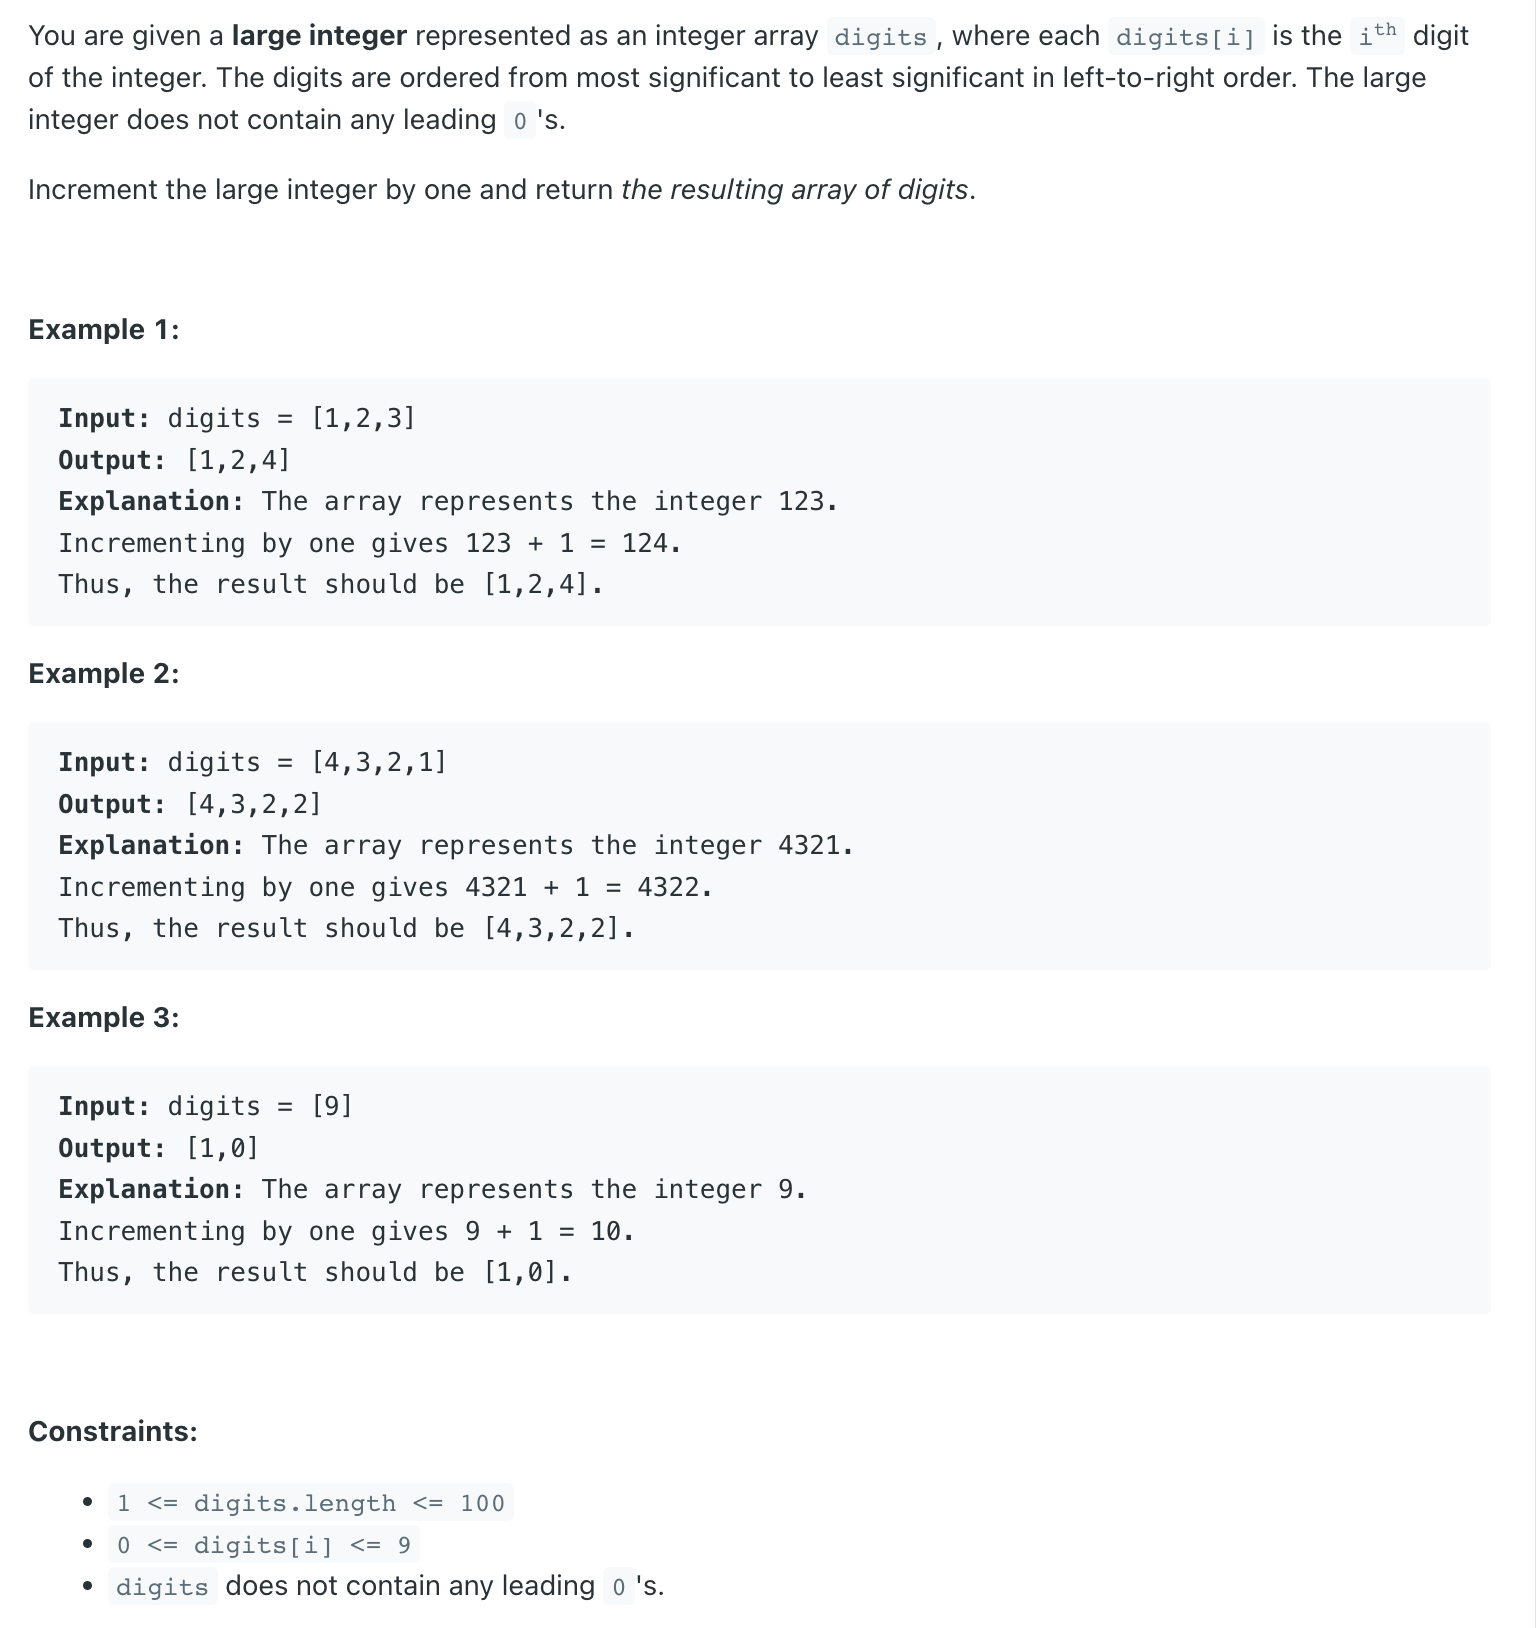 You are given a large integer represented as an integer array digits, where each digits[i] is the ith digit
of the integer. The digits are ordered from most significant to least significant in left-to-right order. The large
integer does not contain any leading 0's.
Increment the large integer by one and return the resulting array of digits.
Example 1:
Input: digits = [1,2,3]
Output: [1,2,4]
Explanation: The array represents the integer 123.
Incrementing by one gives 123 + 1 = 124.
Thus, the result should be [1,2,4].
Example 2:
Input: digits = [4,3,2,1]
Output: [4,3,2,2]
Explanation: The array represents the integer 4321.
Incrementing by one gives 4321 + 1 = 4322.
Thus, the result should be [4,3,2,2].
Example 3:
Input: digits = [9]
Output: [1,0]
Explanation: The array represents the integer 9.
Incrementing by one gives 9 + 1 = 10.
Thus, the result should be [1,0].
Constraints:
• 1 <= digits.length <= 100
• 0 <= digits[i] <= 9
• digits does not contain any leading 0's.